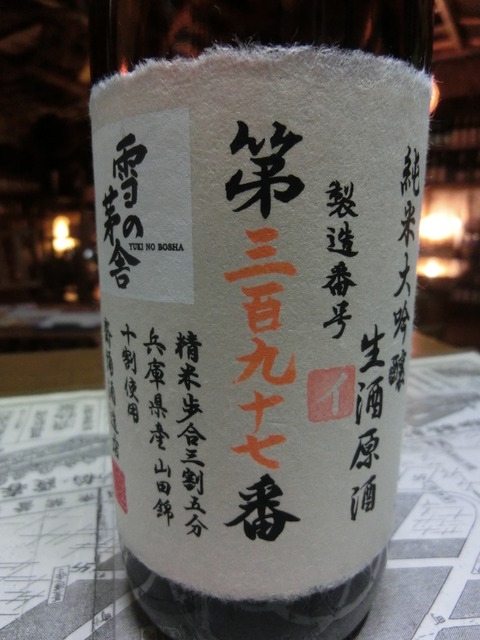 純米大吟醸
生酒原酒
製造番号
イ
第三百九十七番
精米歩合三割五分
兵庫県産山田錦
十割使用
雪の茅舎
YUKI NO BOSHA